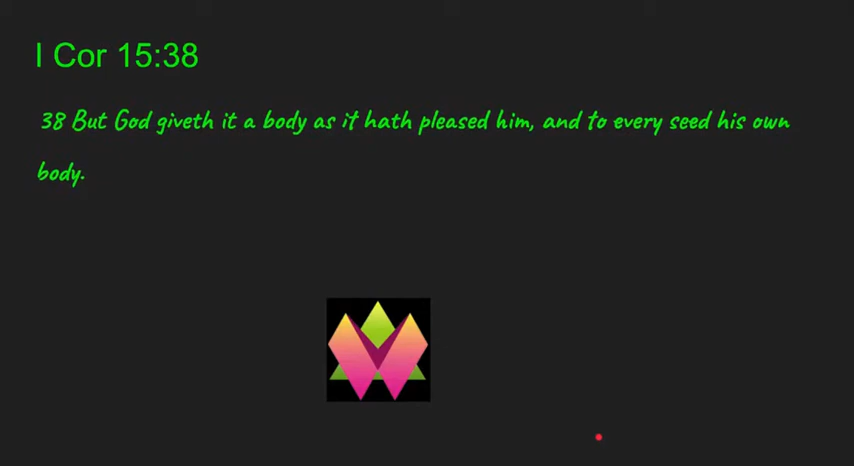 I Cor 15:38
38 But God giveth it a body as it hath pleased him, and to every seed his own
body.